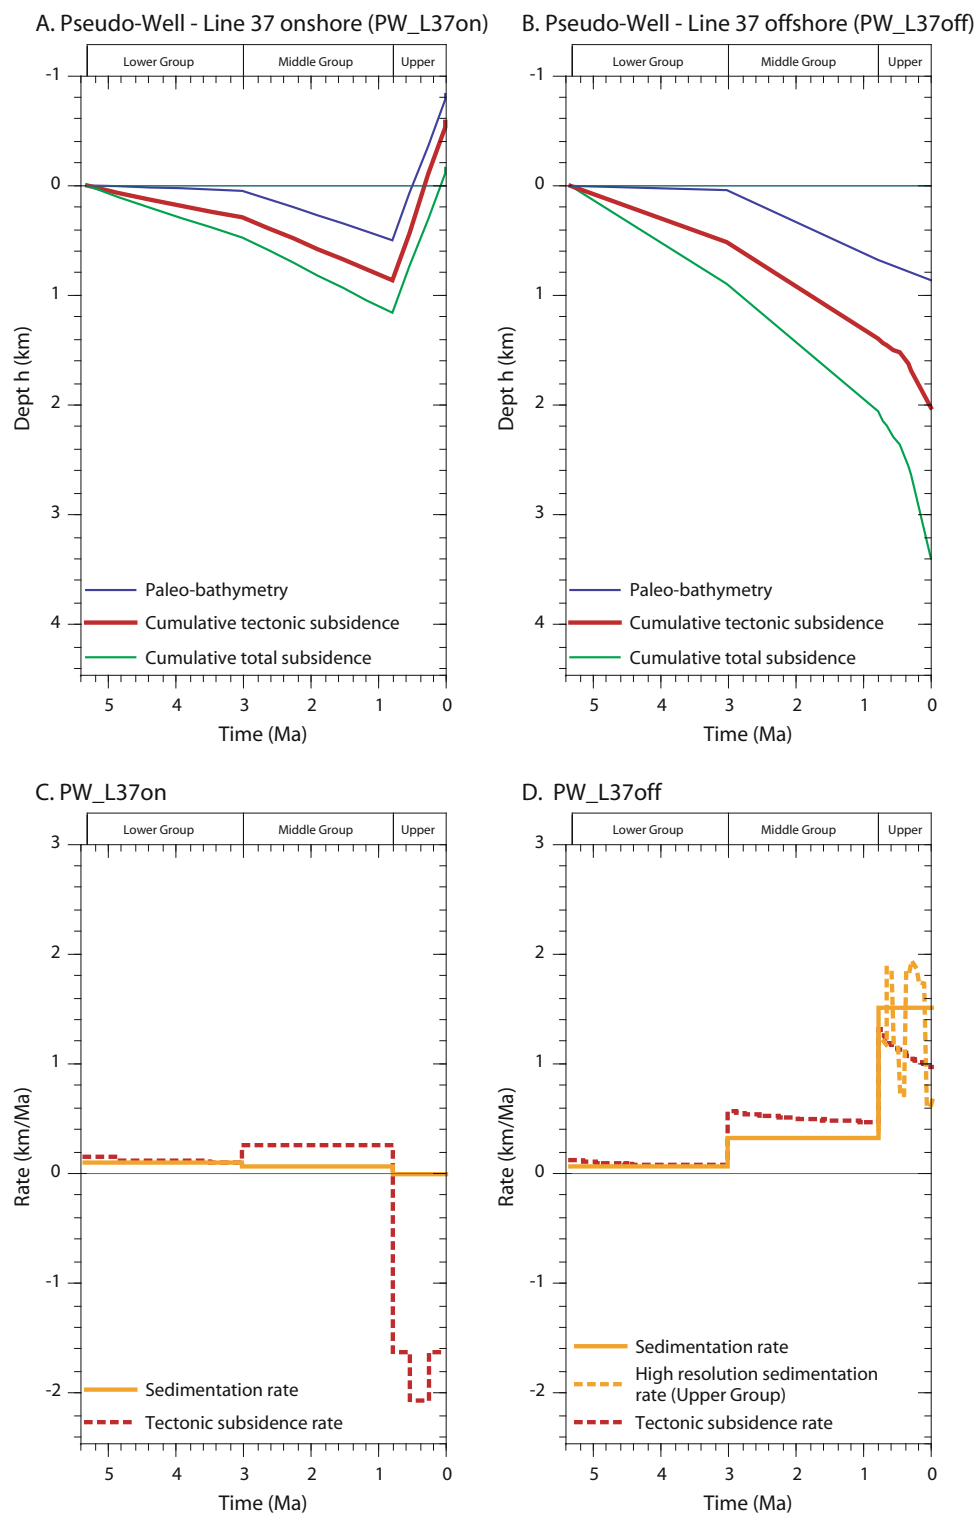 A. Pseudo-Well - Line 37 onshore (PW_L37on)
Lower Group Middle Group Upper
-1
0
1
2
3
4
Dept h (km)
Paleo-bathymetry
Cumulative tectonic subsidence
Cumulative total subsidence
5 4 3 2 1 0
Time (Ma)
B. Pseudo-Well - Line 37 offshore (PW_L37off)
Lower Group Middle Group Upper
-1
0
1
2
3
4
Dept h (km)
Paleo-bathymetry
Cumulative tectonic subsidence
Cumulative total subsidence
5 4 3 2 1 0
Time (Ma)
C. PW_L37on
Lower Group Middle Group Upper
3
2
1
0
-1
-2
Rate (km/Ma)
Sedimentation rate
Tectonic subsidence rate
5 4 3 2 1 0
Time (Ma)
D. PW_L37off
Lower Group Middle Group Upper
3
2
1
0
-1
-2
Rate (km/Ma)
Sedimentation rate
High resolution sedimentation
rate (Upper Group)
Tectonic subsidence rate
5 4 3 2 1 0
Time (Ma)